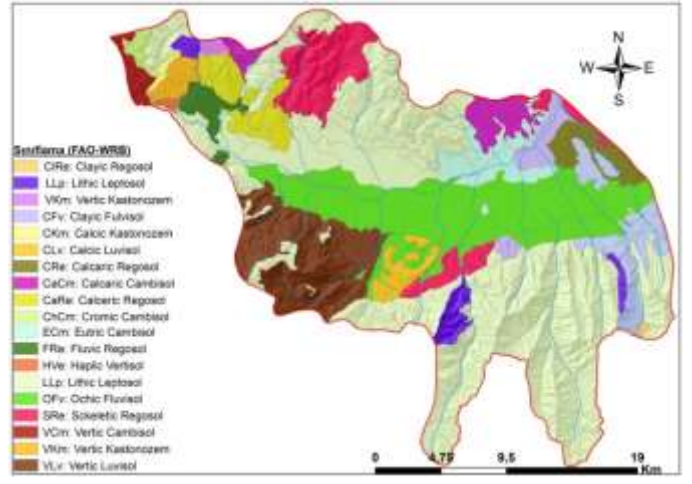 N
W E
S
Sınıflama (FAO-WRB)
ClRe: Clayic Regosol
LLp: Lithic Leptosol
VKm: Vertic Kastonozem
CFv: Clayic Fulvisol
CKm: Calcic Kastonozem
CLv: Calcic Luvisol
CRe: Calcaric Regosol
CaCm: Calcaric Cambisol
CaRe: Calceric Regosol
ChCm: Cromic Cambisol
ECm: Eutric Cambisol
FRe: Fluvic Regosol
HVe: Haplic Vertisol
LLp: Lithic Leptosol
OFv: Ochic Fluvisol
SRe: Sckeletic Regosol
VCm: Vertic Cambisol
VKm: Vertic Kastonozem
VLv: Vertic Luvisol
0 4,75 9,5 19
Km